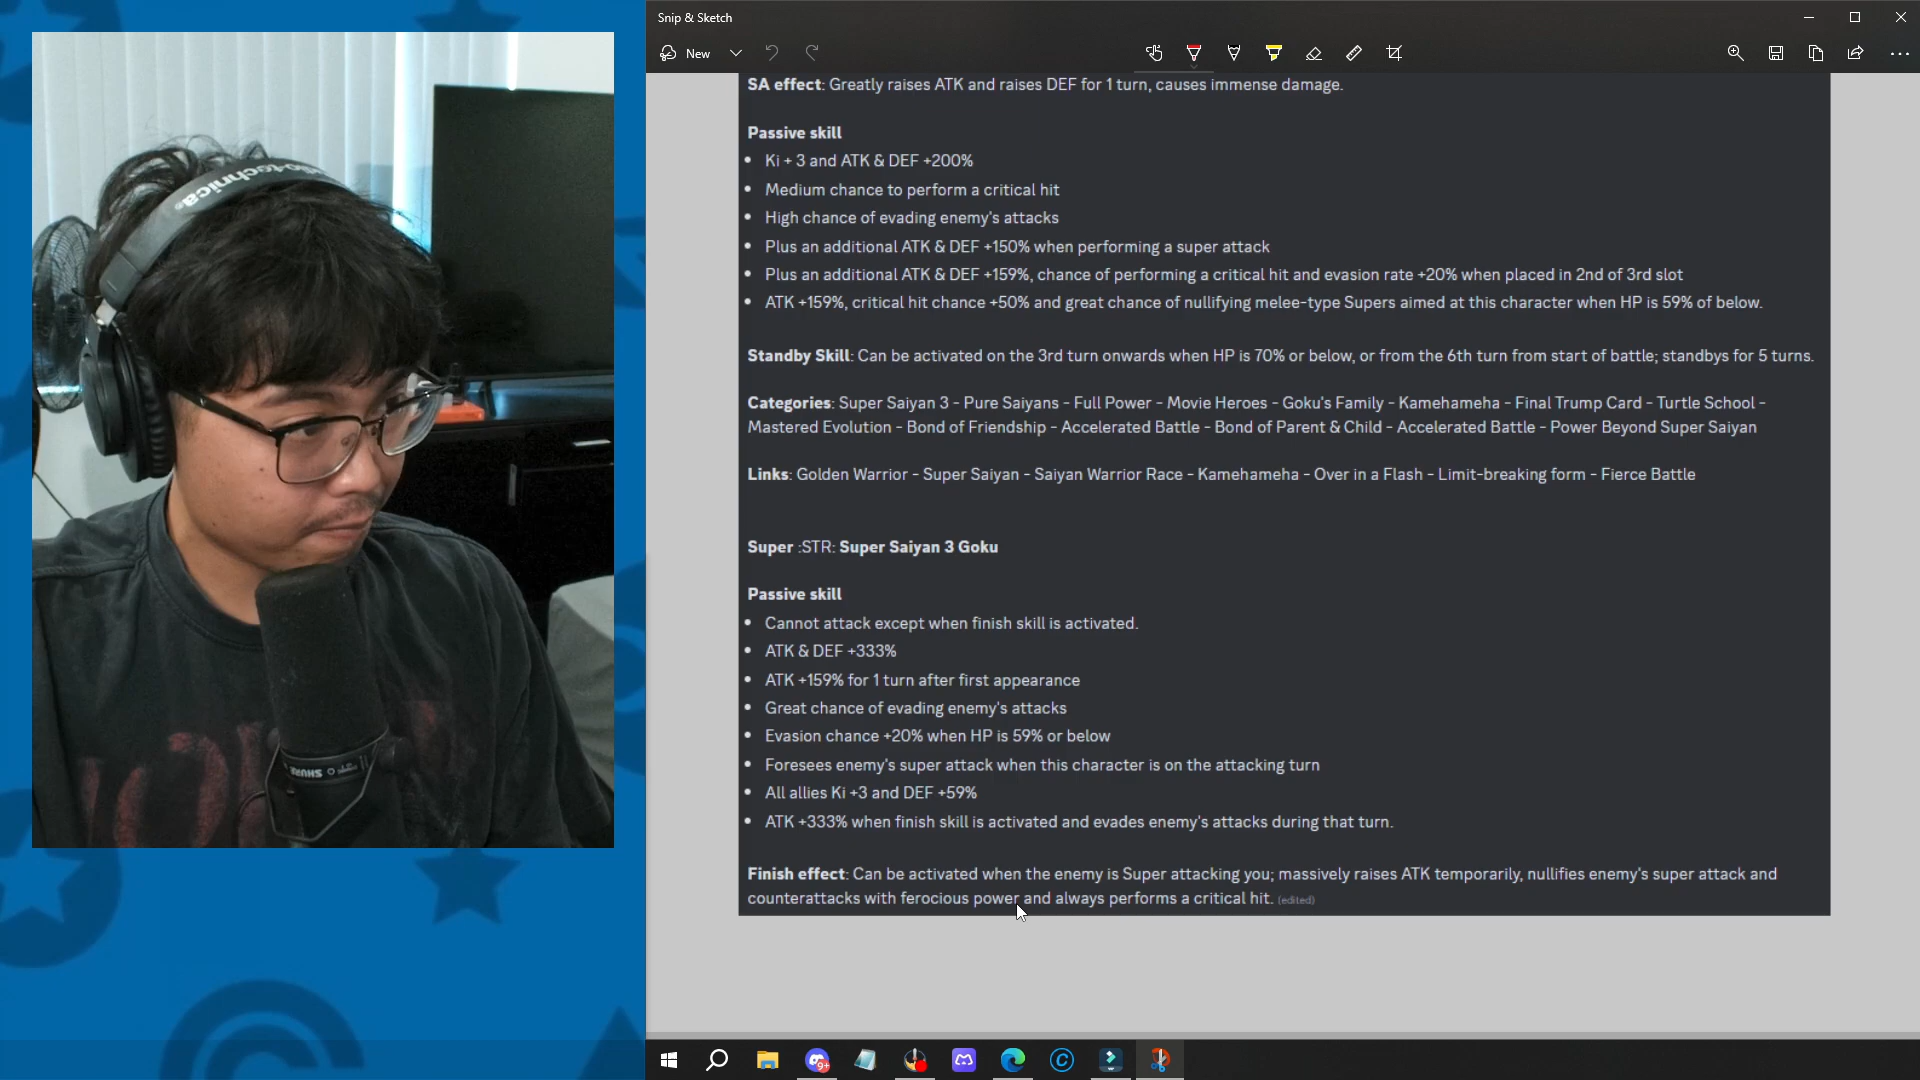 Snip & Sketch
New
SA effect: Greatly raises ATK and raises DEF for 1 turn, causes immense damage.
Passive skill
Ki + 3 and ATK & DEF +200%
Medium chance to perform a critical hit
High chance of evading enemy's attacks
Plus an additional ATK & DEF +150% when performing a super attack
Plus an additional ATK & DEF +159%, chance of performing a critical hit and evasion rate +20% when placed in 2nd of 3rd slot
ATK +159%, critical hit chance +50% and great chance of nullifying melee-type Supers aimed at this character when HP is 59% of below.
Standby Skill: Can be activated on the 3rd turn onwards when HP is 70% or below, or from the 6th turn from start of battle; standbys for 5 turns.
Categories: Super Saiyan 3 - Pure Saiyans - Full Power - Movie Heroes - Goku's Family - Kamehameha - Final Trump Card - Turtle School -
Mastered Evolution - Bond of Friendship - Accelerated Battle - Bond of Parent & Child - Accelerated Battle - Power Beyond Super Saiyan
Links: Golden Warrior - Super Saiyan - Saiyan Warrior Race - Kamehameha - Over in a Flash - Limit-breaking form - Fierce Battle
Super :STR: Super Saiyan 3 Goku
Passive skill
Cannot attack except when finish skill is activated.
ATK & DEF +333%
ATK +159% for 1 turn after first appearance
Great chance of evading enemy's attacks
Evasion chance +20% when HP is 59% or below
Foresees enemy's super attack when this character is on the attacking turn
All allies Ki +3 and DEF +59%
ATK +333% when finish skill is activated and evades enemy's attacks during that turn.
Finish effect: Can be activated when the enemy is Super attacking you; massively raises ATK temporarily, nullifies enemy's super attack and
counterattacks with ferocious power and always performs a critical hit. (edited)
audio-technica
SHURE
9+